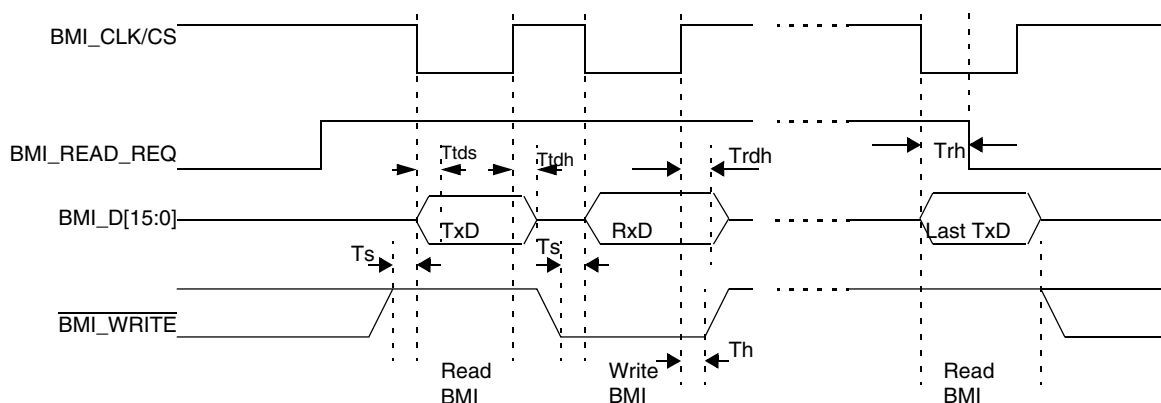 BMI_CLK/CS
BMI_READ_REQ
Ttds
Ttdh
Trdh
Trh
BMI_D[15:0]
TxD
RxD
Last TxD
Ts
Ts
BMI_WRITE
Th
Read
BMI
Write
BMI
Read
BMI